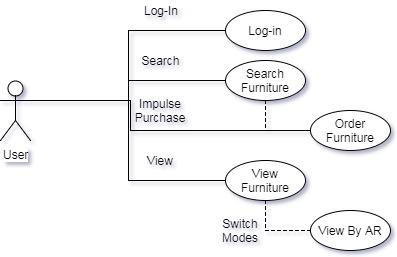 Log-In
Log-in
Search
Search
Furniture
Impulse
Purchase
Order
Furniture
User
View
View
Furniture
Switch
Modes
View By AR